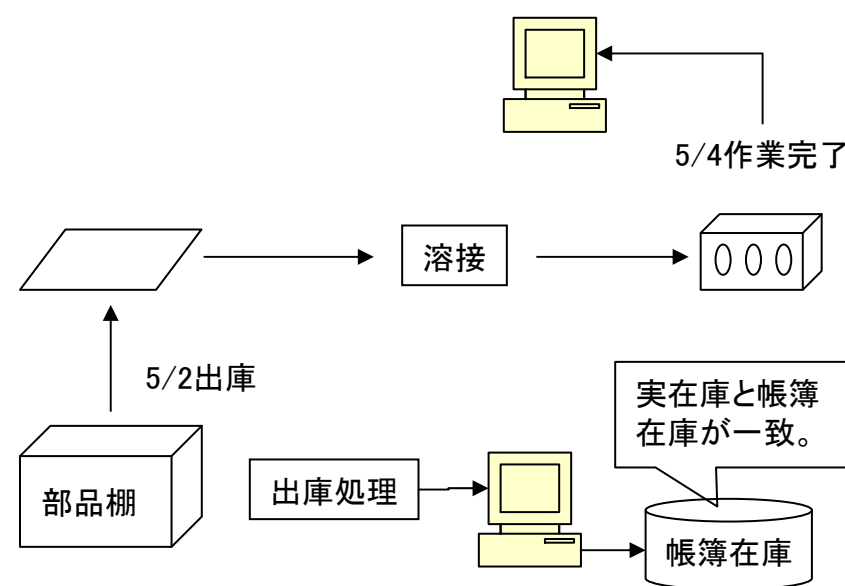 5/4作業完了
溶接
5/2出庫
実在庫と帳簿
在庫が一致。
部品棚
出庫処理
帳簿在庫